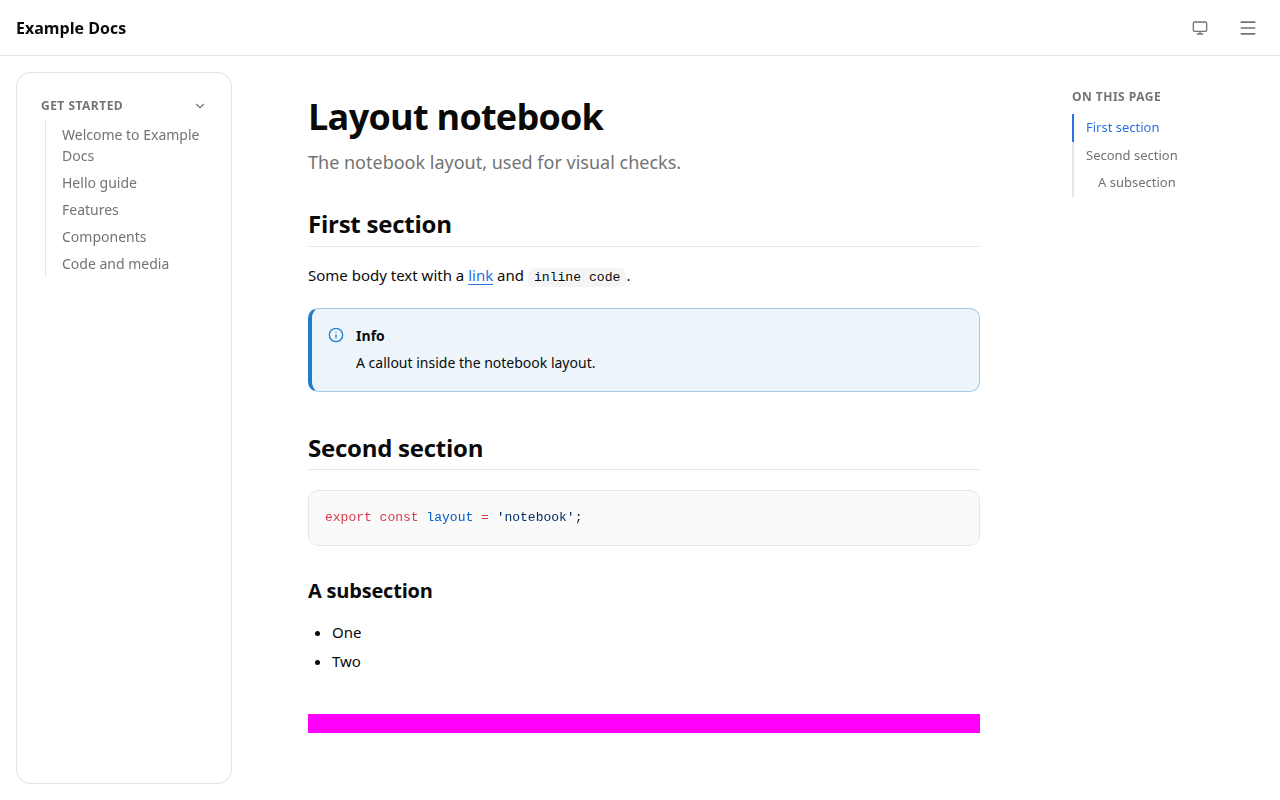 Example Docs
GET STARTED
Welcome to Example
Docs
Hello guide
Features
Components
Code and media
Layout notebook
The notebook layout, used for visual checks.
First section
Some body text with a link and inline code.
Info
A callout inside the notebook layout.
Second section
export const layout = 'notebook';
A subsection
One
Two
ON THIS PAGE
First section
Second section
A subsection